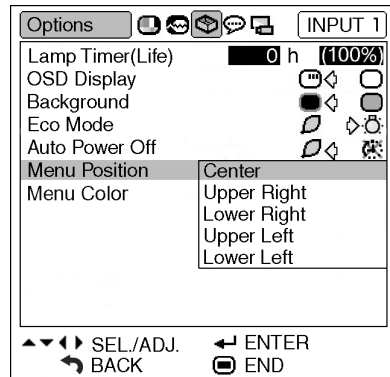 Options INPUT 1
Lamp Timer(Life) 0 h (100%)
OSD Display
Background
Eco Mode
Auto Power Off
Menu Position Center
Menu Color Upper Right
Lower Right
Upper Left
Lower Left
SEL./ADJ. ENTER
BACK END